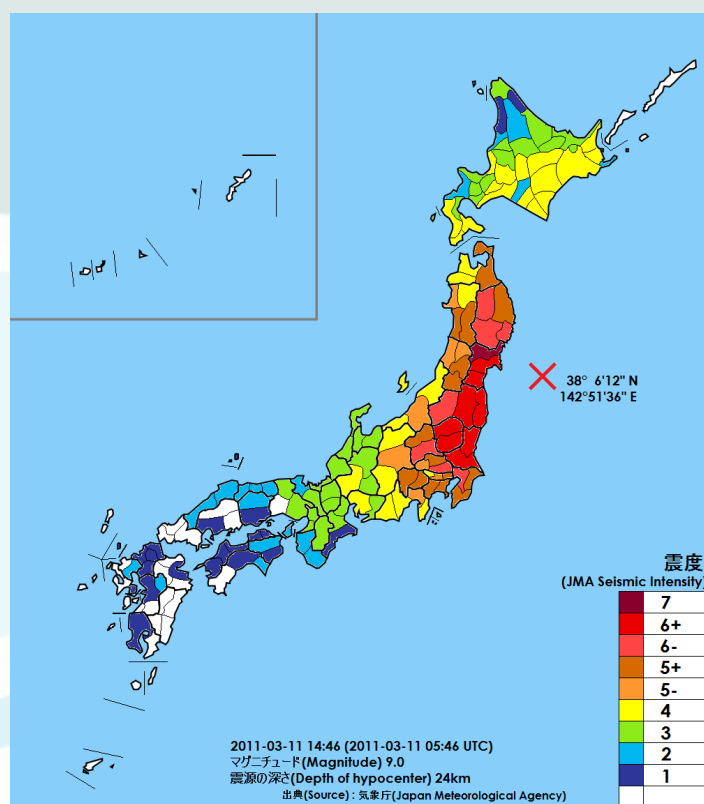 38° 6'12" N
142°51'36" E
震度
(JMA Seismic Intensity)
7
6+
6-
5+
5-
4
3
2
1
2011-03-11 14:46 (2011-03-11 05:46 UTC)
マグニチュード(Magnitude) 9.0
震源の深さ(Depth of hypocenter) 24km
出典(Source) : 気象庁(Japan Meteorological Agency)